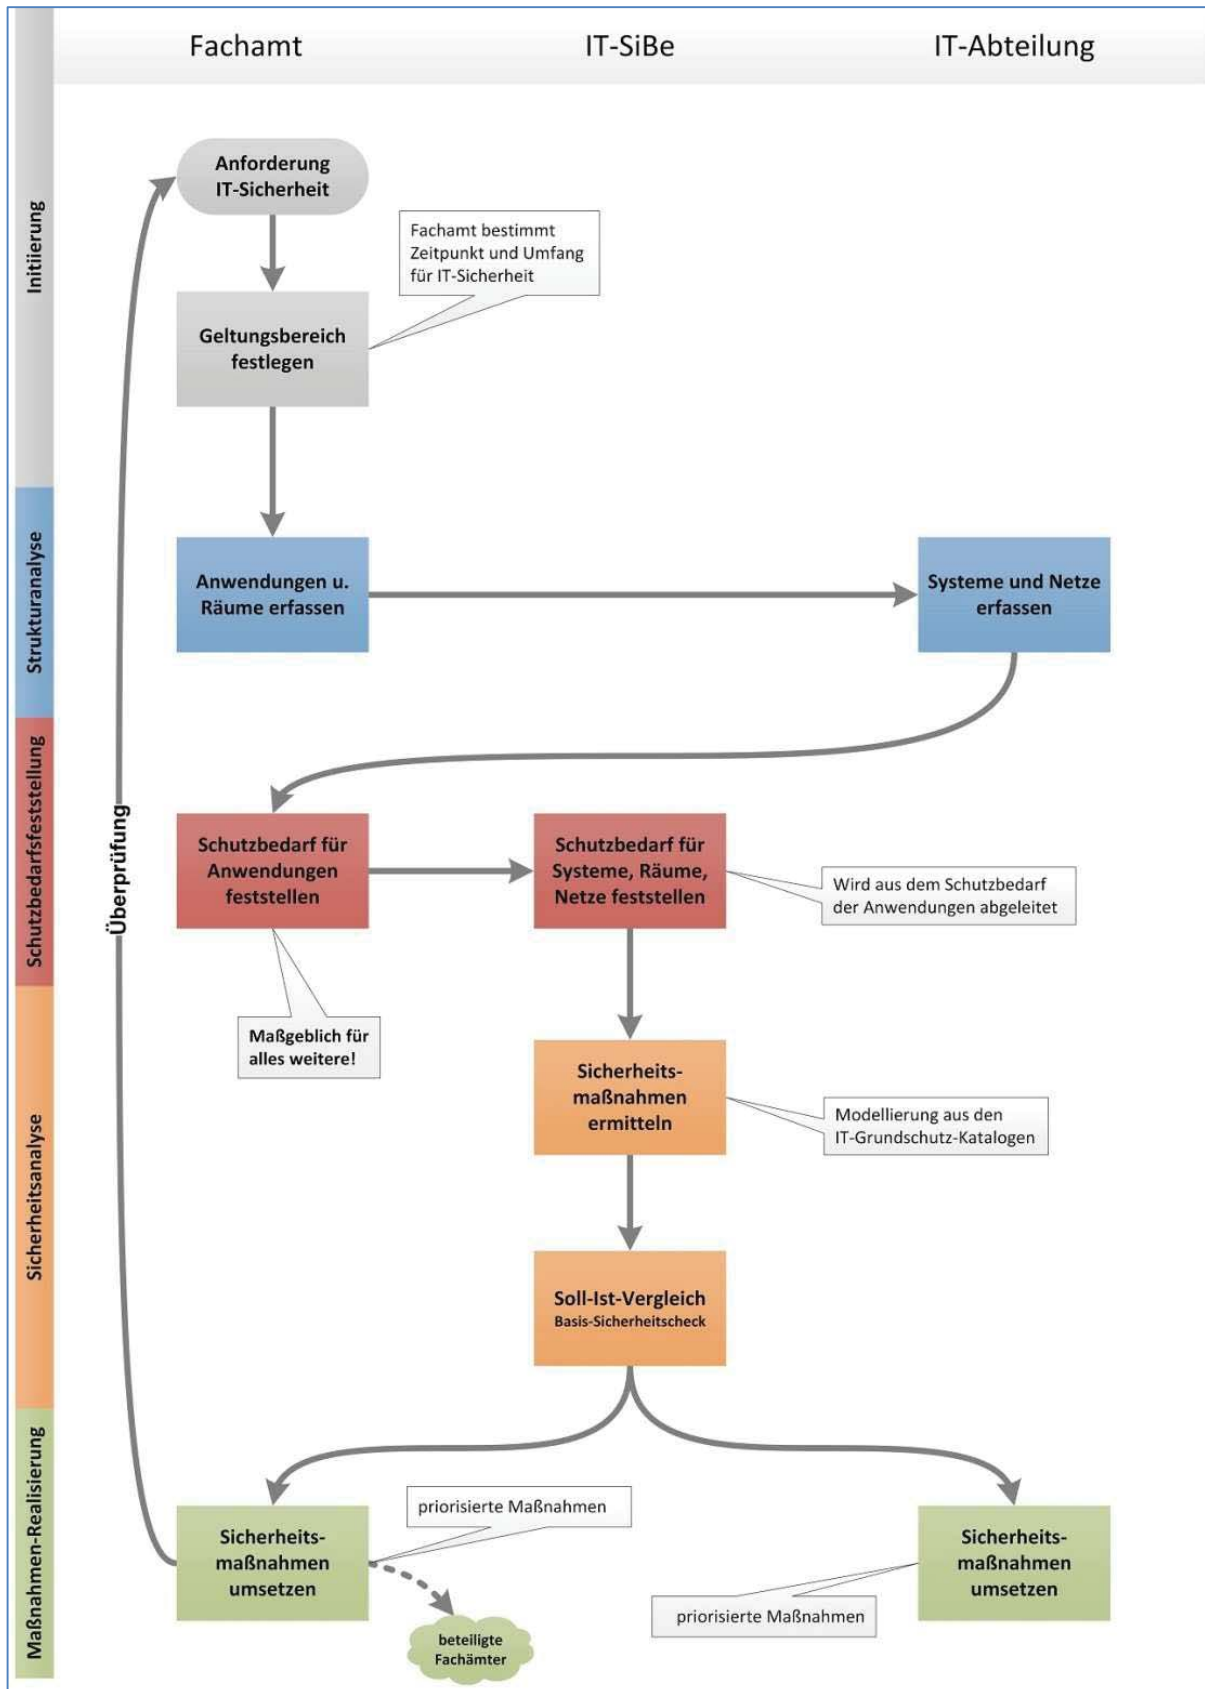 Fachamt
IT-SiBe
IT-Abteilung
Initiierung
Anforderung
IT-Sicherheit
Fachamt bestimmt
Zeitpunkt und Umfang
für IT-Sicherheit
Geltungsbereich
festlegen
Strukturanalyse
Anwendungen u.
Räume erfassen
Systeme und Netze
erfassen
Schutzbedarfsfeststellung
Überprüfung
Schutzbedarf für
Anwendungen
feststellen
Schutzbedarf für
Systeme, Räume,
Netze feststellen
Wird aus dem Schutzbedarf
der Anwendungen abgeleitet
Maßgeblich für
alles weitere!
Sicherheitsanalyse
Sicherheits-
maßnahmen
ermitteln
Modellierung aus den
IT-Grundschutz-Katalogen
Soll-Ist-Vergleich
Basis-Sicherheitscheck
Maßnahmen-Realisierung
Sicherheits-
maßnahmen
umsetzen
priorisierte Maßnahmen
beteiligte
Fachämter
priorisierte Maßnahmen
Sicherheits-
maßnahmen
umsetzen